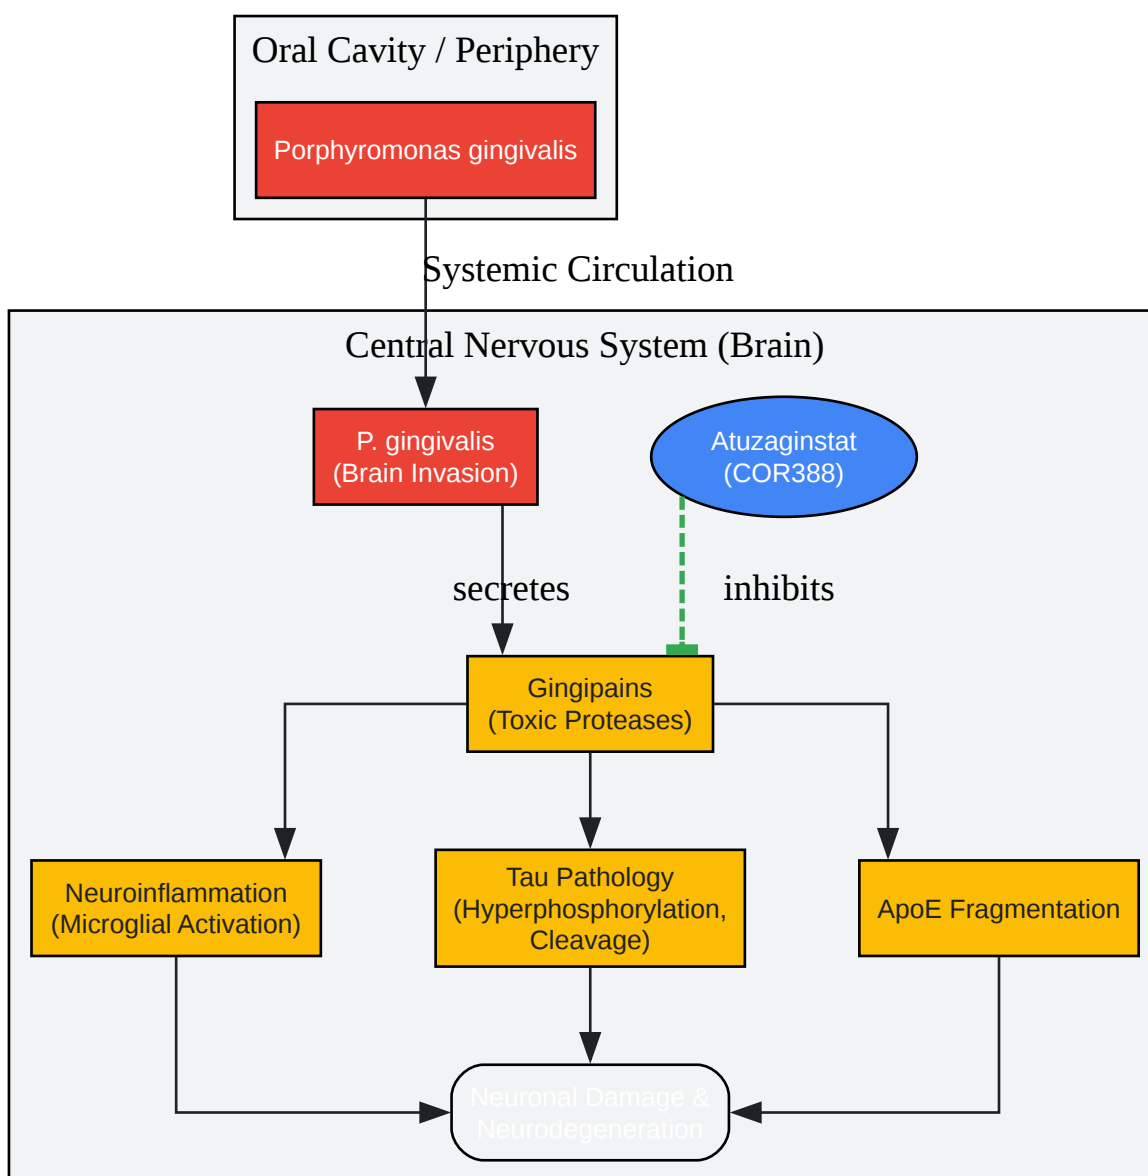 Oral Cavity / Periphery
Porphyromonas gingivalis
Systemic Circulation
Central Nervous System (Brain)
P. gingivalis
(Brain Invasion)
Atuzaginstat
(COR388)
secretes
inhibits
Gingipains
(Toxic Proteases)
Neuroinflammation
(Microglial Activation)
Tau Pathology
(Hyperphosphorylation,
Cleavage)
ApoE Fragmentation
Neuronal Damage &
Neurodegeneration